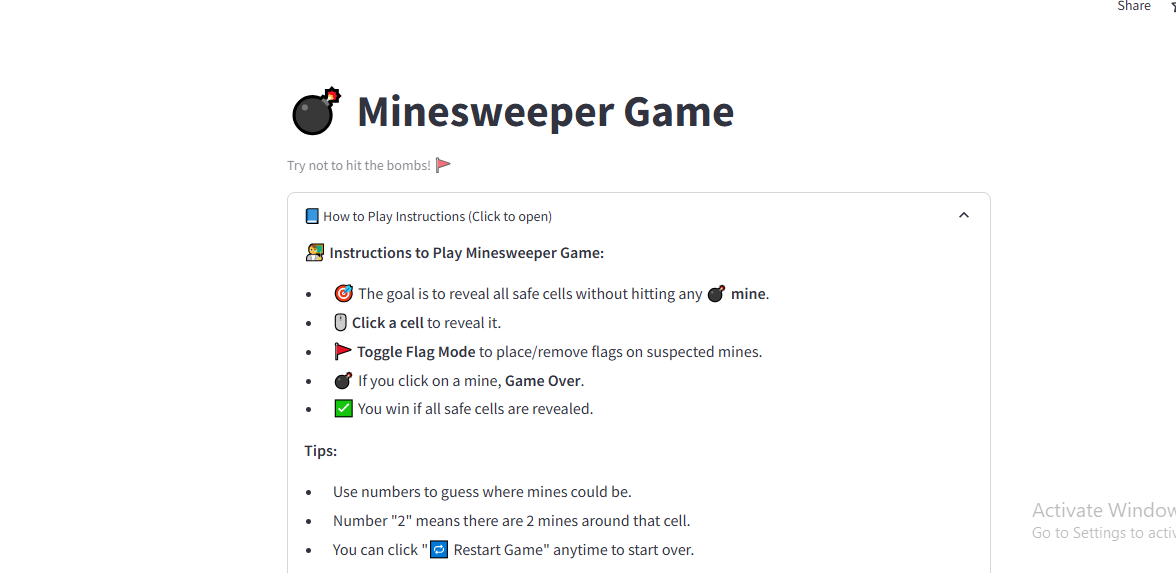 Share
Minesweeper Game
Try not to hit the bombs!
How to Play Instructions (Click to open)
Instructions to Play Minesweeper Game:
The goal is to reveal all safe cells without hitting any mine.
Click a cell to reveal it.
Toggle Flag Mode to place/remove flags on suspected mines.
If you click on a mine, Game Over.
You win if all safe cells are revealed.
Tips:
Use numbers to guess where mines could be.
Number "2" means there are 2 mines around that cell.
You can click " Restart Game" anytime to start over.
Activate Window
Go to Settings to activ